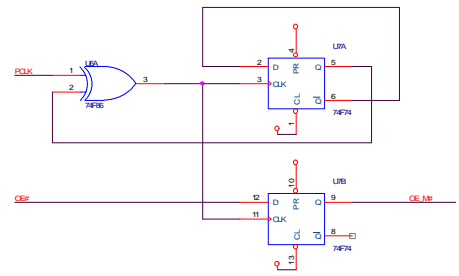 U7A
4
U6A
2 D PR Q 5
PCLK 1
3
3 CLK
2
CL Q 6
74F86
1 74F74
U7B
10
OE# 12 D PR Q 9 OE_M#
11 CLK
CL Q 8
13 74F74